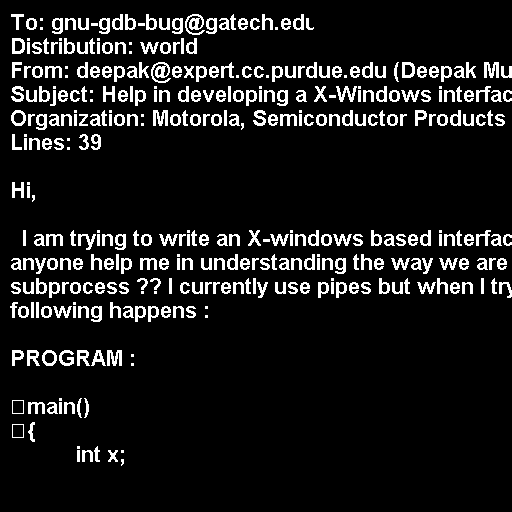 To: gnu-gdb-bug@gatech.edu
Distribution: world
From: deepak@expert.cc.purdue.edu (Deepak Mu
Subject: Help in developing a X-Windows interfac
Organization: Motorola, Semiconductor Products
Lines: 39
Hi,
I am trying to write an X-windows based interfac
anyone help me in understanding the way we are
subprocess ?? I currently use pipes but when I try
following happens :
PROGRAM :
main()
{
int x;